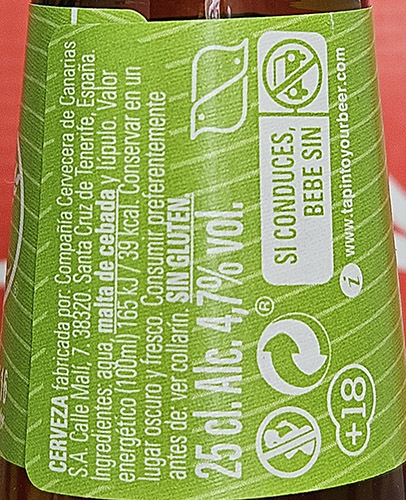 CERVEZA fabricada por: Compañía Cervecera de Canarias
S.A. Calle Malí, 7. 38320 Santa Cruz de Tenerife, España.
Ingredientes: agua, malta de cebada y lúpulo. Valor
energético (100ml) 165 kJ / 39 kcal. Conservar en un
lugar oscuro y fresco. Consumir preferentemente
antes de: ver collarín SIN GLUTEN.
25 cl. Alc. 4,7% vol.
®
SI CONDUCES,
BEBE SIN
i www.tapintoyourbeer.com
+18